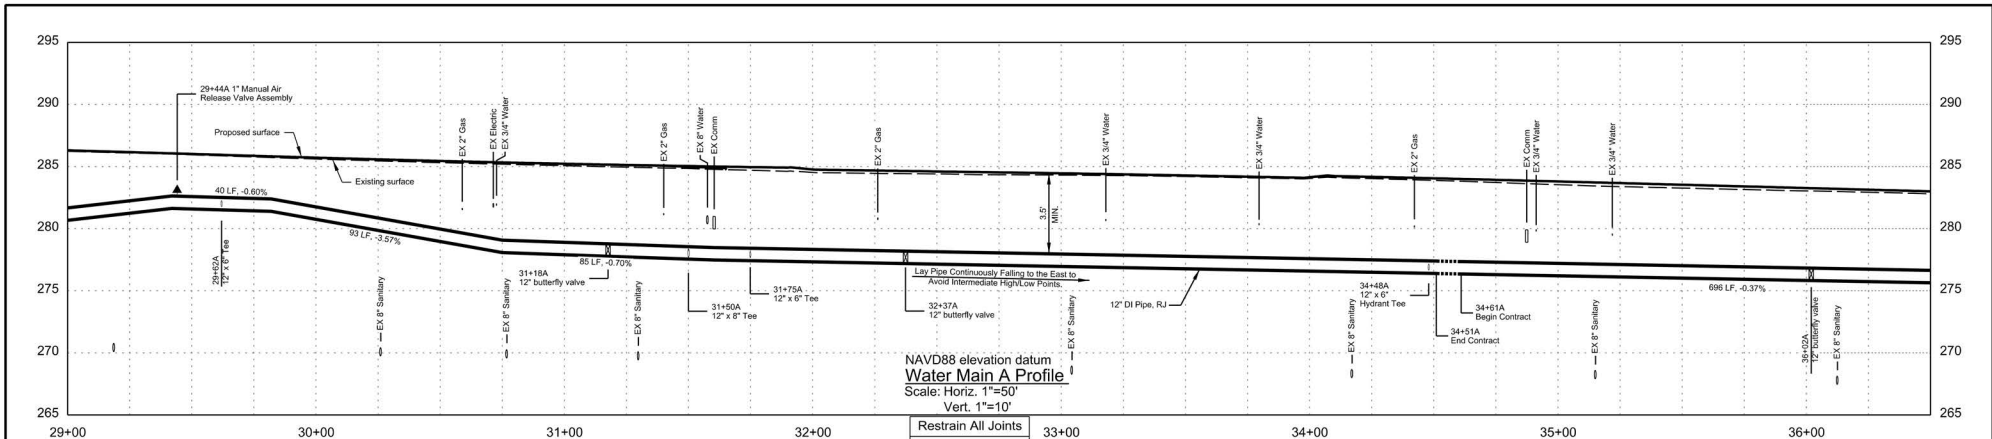 295
290
285
280
275
270
265
29+44A 1" Manual Air
Release Valve Assembly
Proposed surface
Existing surface
40 LF, -0.60%
93 LF, -3.57%
29+62A
12" x 6" Tee
EX 8" Sanitary
EX 2" Gas
EX Electric
EX 3/4" Water
EX 8" Sanitary
31+18A
12" butterfly valve
85 LF, -0.70%
EX 8" Sanitary
EX 2" Gas
EX 8" Water
EX Comm
31+50A
12" x 8" Tee
31+75A
12" x 6" Tee
EX 2" Gas
32+37A
12" butterfly valve
Lay Pipe Continuously Falling to the East to
Avoid Intermediate High/Low Points.
3.5'
MIN.
EX 3/4" Water
EX 8" Sanitary
12" DI Pipe, RJ
EX 3/4" Water
EX 8" Sanitary
EX 2" Gas
34+48A
12" x 6"
Hydrant Tee
34+61A
Begin Contract
34+51A
End Contract
EX Comm
EX 3/4" Water
EX 3/4" Water
EX 8" Sanitary
696 LF, -0.37%
36+02A
12" butterfly valve
EX 8" Sanitary
295
290
285
280
275
270
265
NAVD88 elevation datum
Water Main A Profile
Scale: Horiz. 1"=50'
Vert. 1"=10'
Restrain All Joints
29+00
30+00
31+00
32+00
33+00
34+00
35+00
36+00